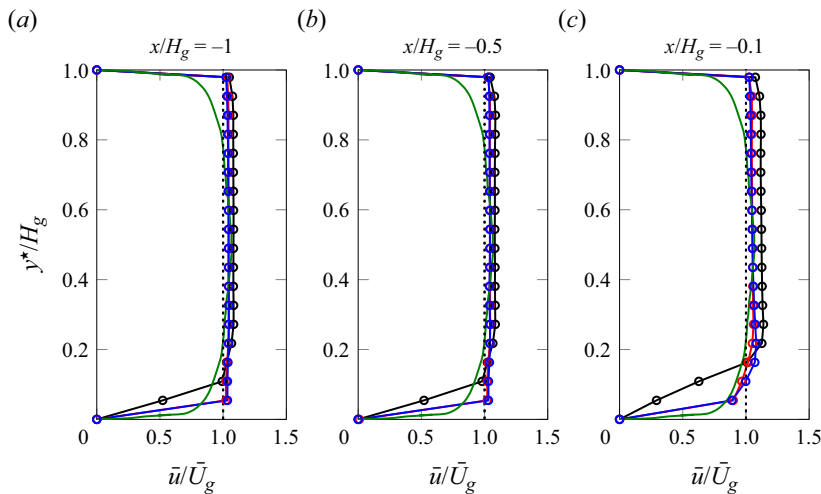 (a) (b) (c)
x/H_g = –1 x/H_g = –0.5 x/H_g = –0.1
1.0 1.0 1.0
0.8 0.8 0.8
0.6 0.6 0.6
y⋆/H_g
0.4 0.4 0.4
0.2 0.2 0.2
0 0.5 1.0 1.5 0 0.5 1.0 1.5 0 0.5 1.0 1.5
ū/Ū_g ū/Ū_g ū/Ū_g